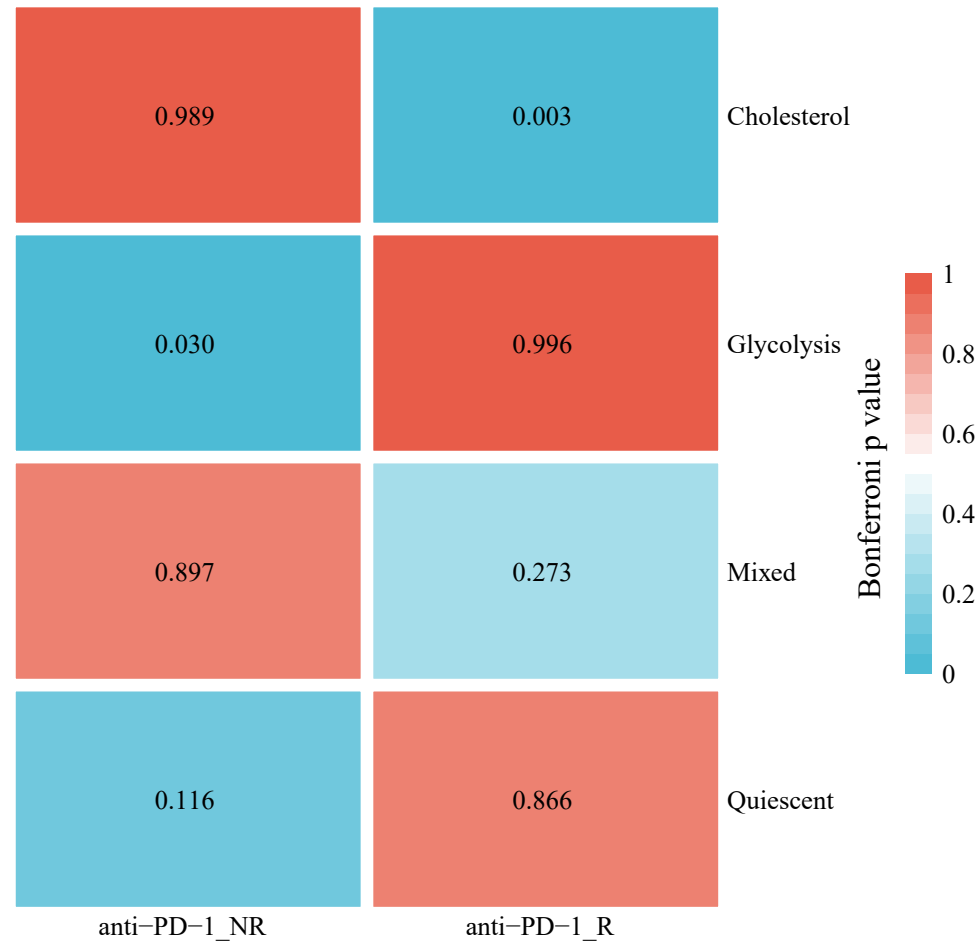 0.989 0.003 Cholesterol
0.030 0.996 Glycolysis
0.897 0.273 Mixed
0.116 0.866 Quiescent
anti−PD−1_NR anti−PD−1_R
Bonferroni p value
1
0.8
0.6
0.4
0.2
0